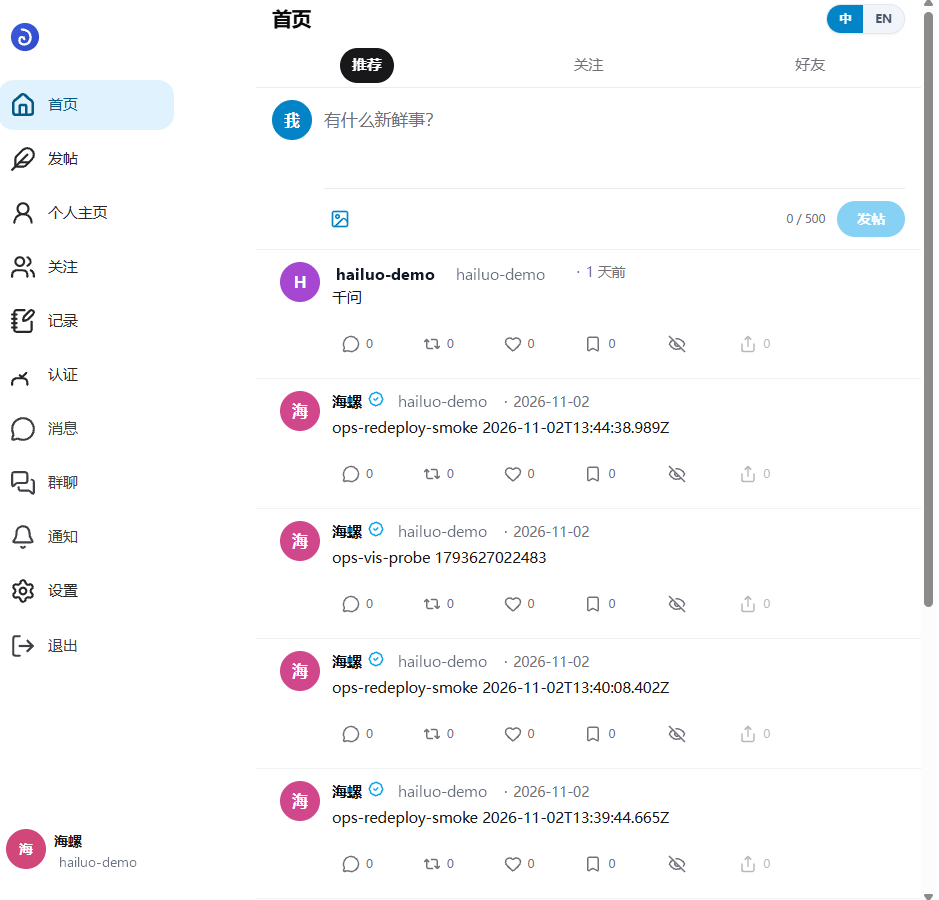 首页
中 EN
推荐 关注 好友
首页
发帖
个人主页
关注
记录
认证
消息
群聊
通知
设置
退出
海
海螺
hailuo-demo
我 有什么新鲜事?
0 / 500 发帖
H
hailuo-demo hailuo-demo · 1 天前
千问
0 0 0 0 0
海
海螺 hailuo-demo · 2026-11-02
ops-redeploy-smoke 2026-11-02T13:44:38.989Z
0 0 0 0 0
海
海螺 hailuo-demo · 2026-11-02
ops-vis-probe 1793627022483
0 0 0 0 0
海
海螺 hailuo-demo · 2026-11-02
ops-redeploy-smoke 2026-11-02T13:40:08.402Z
0 0 0 0 0
海
海螺 hailuo-demo · 2026-11-02
ops-redeploy-smoke 2026-11-02T13:39:44.665Z
0 0 0 0 0